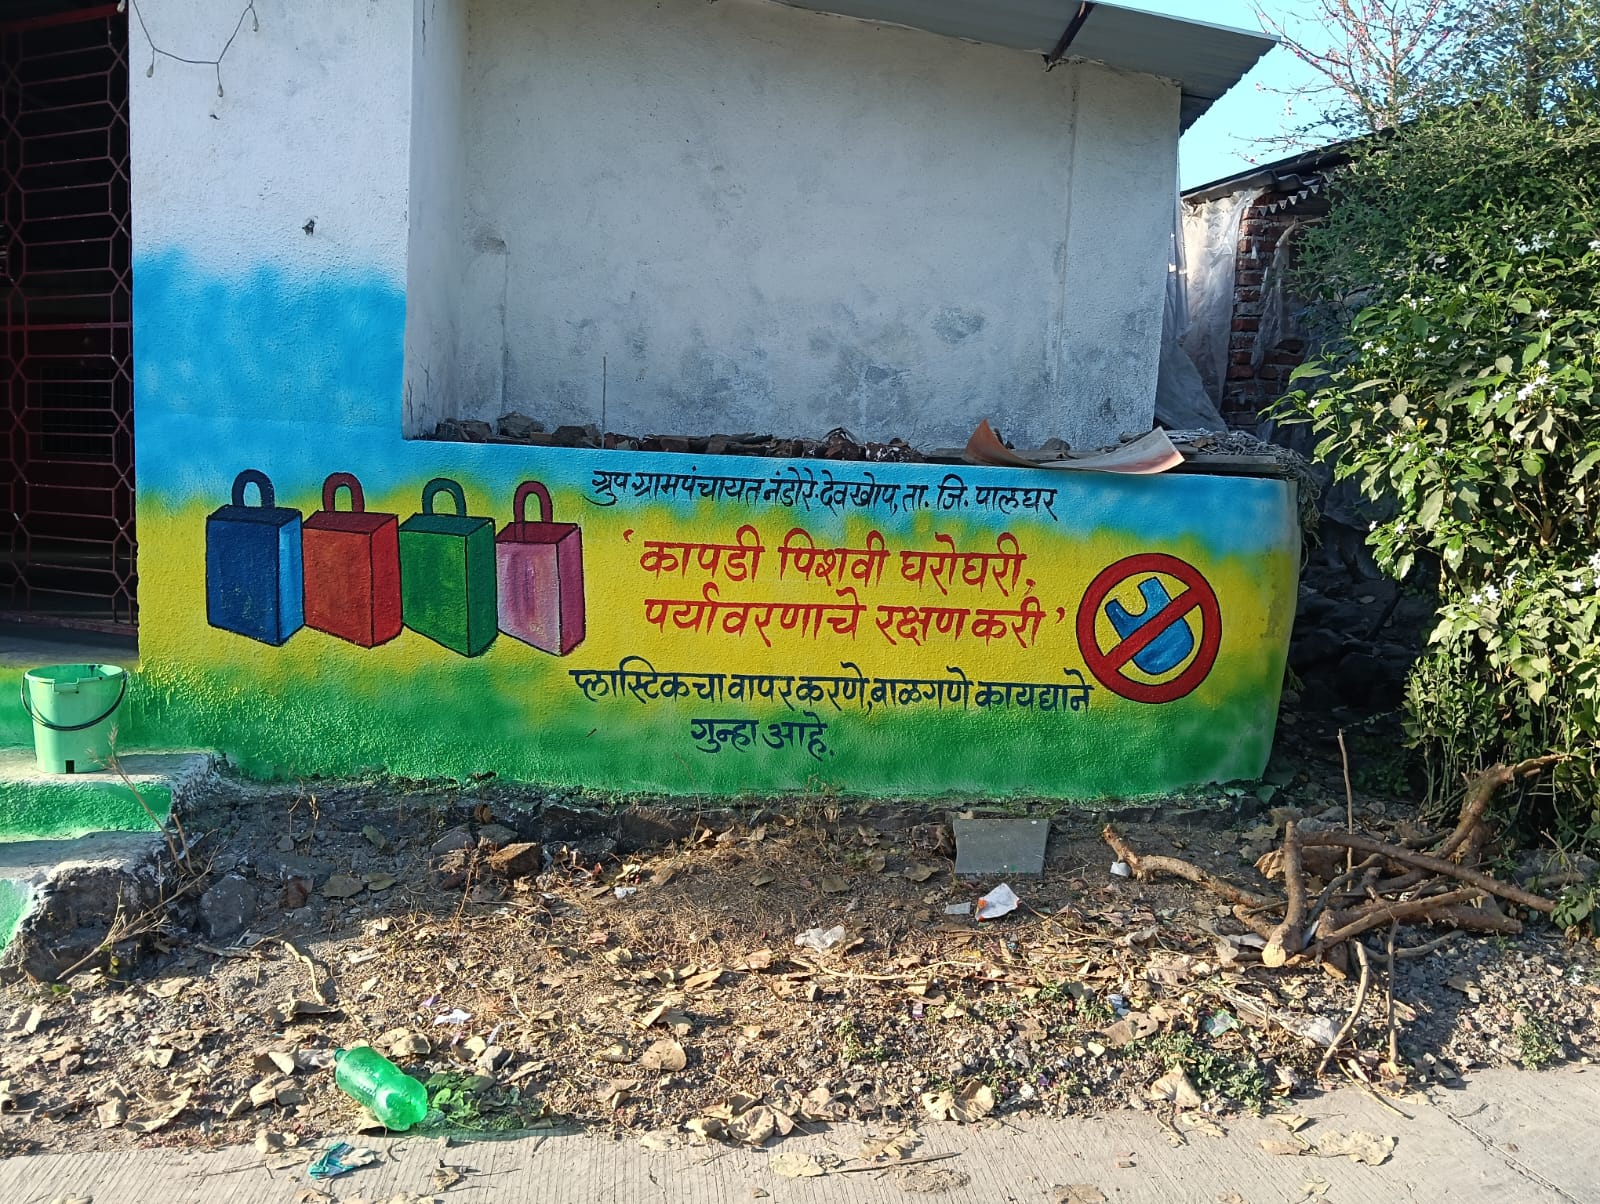 ग्रुप ग्रामपंचायत नंडोरे-देवखोप, ता. जि. पालघर
'कापडी पिशवी घरोघरी,
पर्यावरणाचे रक्षण करी'
प्लास्टिकचा वापर करणे, बाळगणे कायद्याने
गुन्हा आहे.